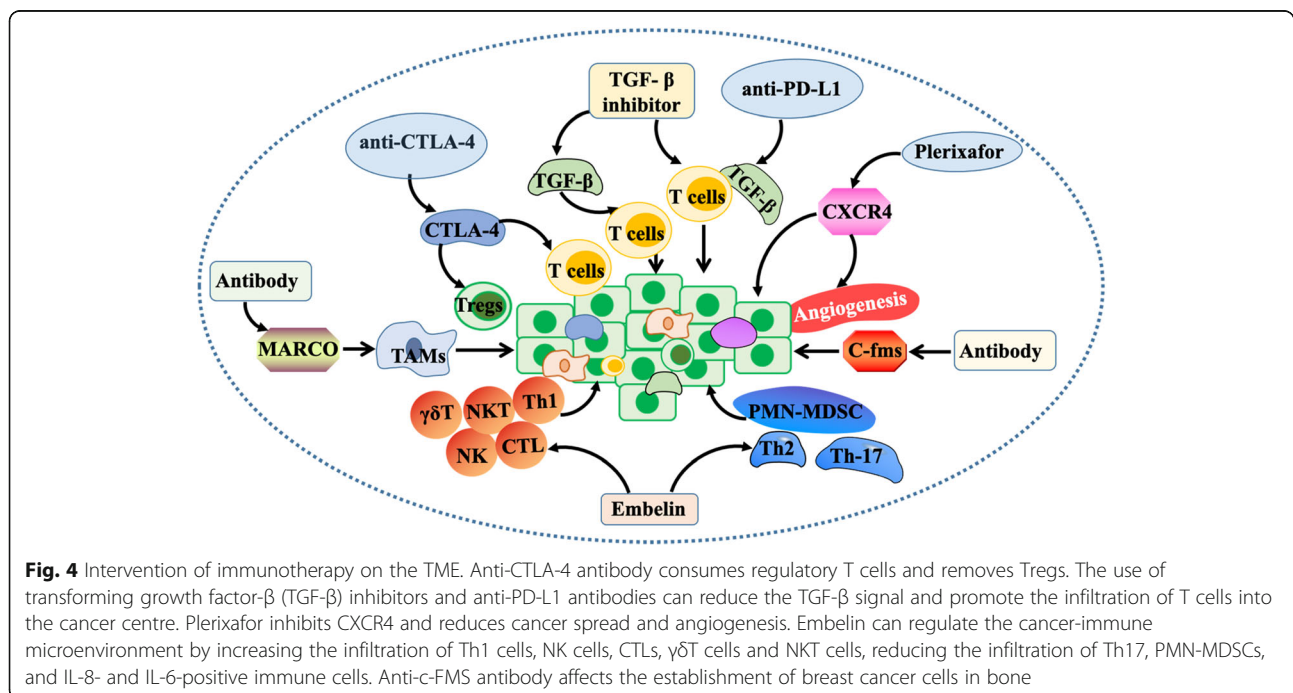 TGF- β
inhibitor
anti-PD-L1
anti-CTLA-4
Plerixafor
TGF-β
T cells
TGF-β
CXCR4
CTLA-4
T cells
T cells
Antibody
Tregs
Angiogenesis
MARCO
TAMs
C-fms
Antibody
γδT
NKT
Th1
PMN-MDSC
NK
CTL
Th2
Th-17
Embelin
Fig. 4 Intervention of immunotherapy on the TME. Anti-CTLA-4 antibody consumes regulatory T cells and removes Tregs. The use of
transforming growth factor-β (TGF-β) inhibitors and anti-PD-L1 antibodies can reduce the TGF-β signal and promote the infiltration of T cells into
the cancer centre. Plerixafor inhibits CXCR4 and reduces cancer spread and angiogenesis. Embelin can regulate the cancer-immune
microenvironment by increasing the infiltration of Th1 cells, NK cells, CTLs, γδT cells and NKT cells, reducing the infiltration of Th17, PMN-MDSCs,
and IL-8- and IL-6-positive immune cells. Anti-c-FMS antibody affects the establishment of breast cancer cells in bone